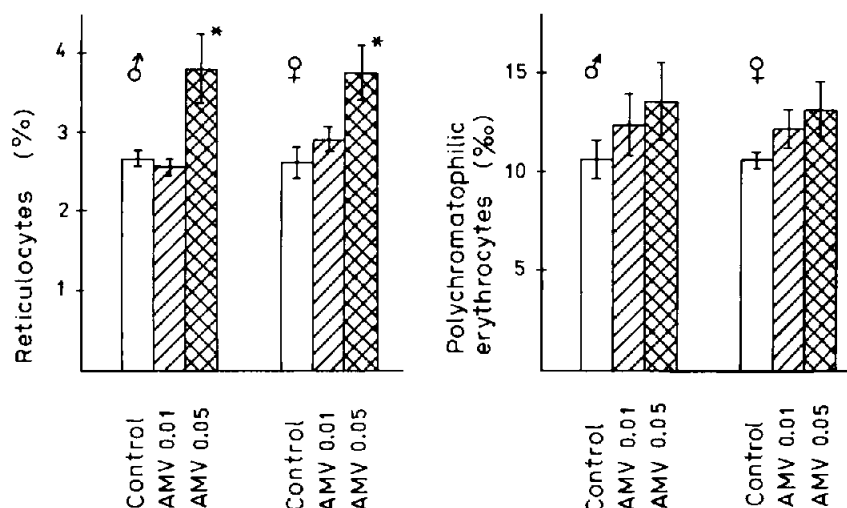 Reticulocytes (%)
4
3
2
1
♂
*
♀
*
Control
AMV 0.01
AMV 0.05
Control
AMV 0.01
AMV 0.05
Polychromatophilic
erythrocytes (‰)
15
10
5
♂
♀
Control
AMV 0.01
AMV 0.05
Control
AMV 0.01
AMV 0.05